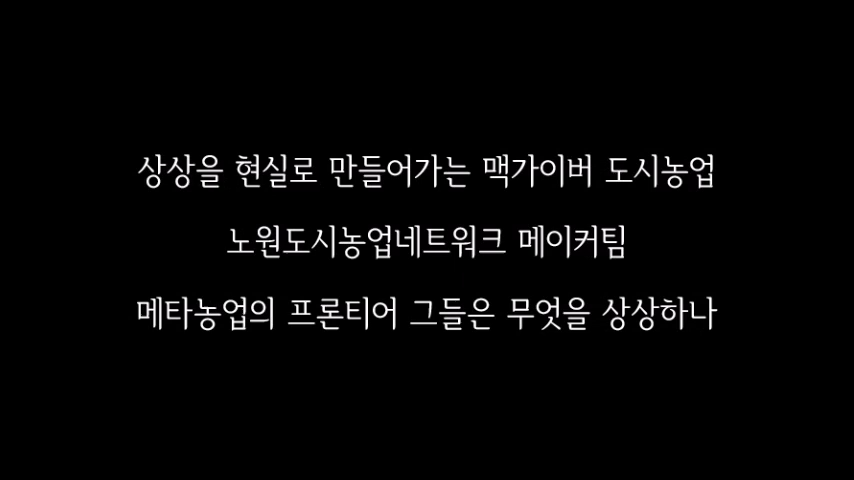 상상을 현실로 만들어가는 맥가이버 도시농업
노원도시농업네트워크 메이커팀
메타농업의 프론티어 그들은 무엇을 상상하나